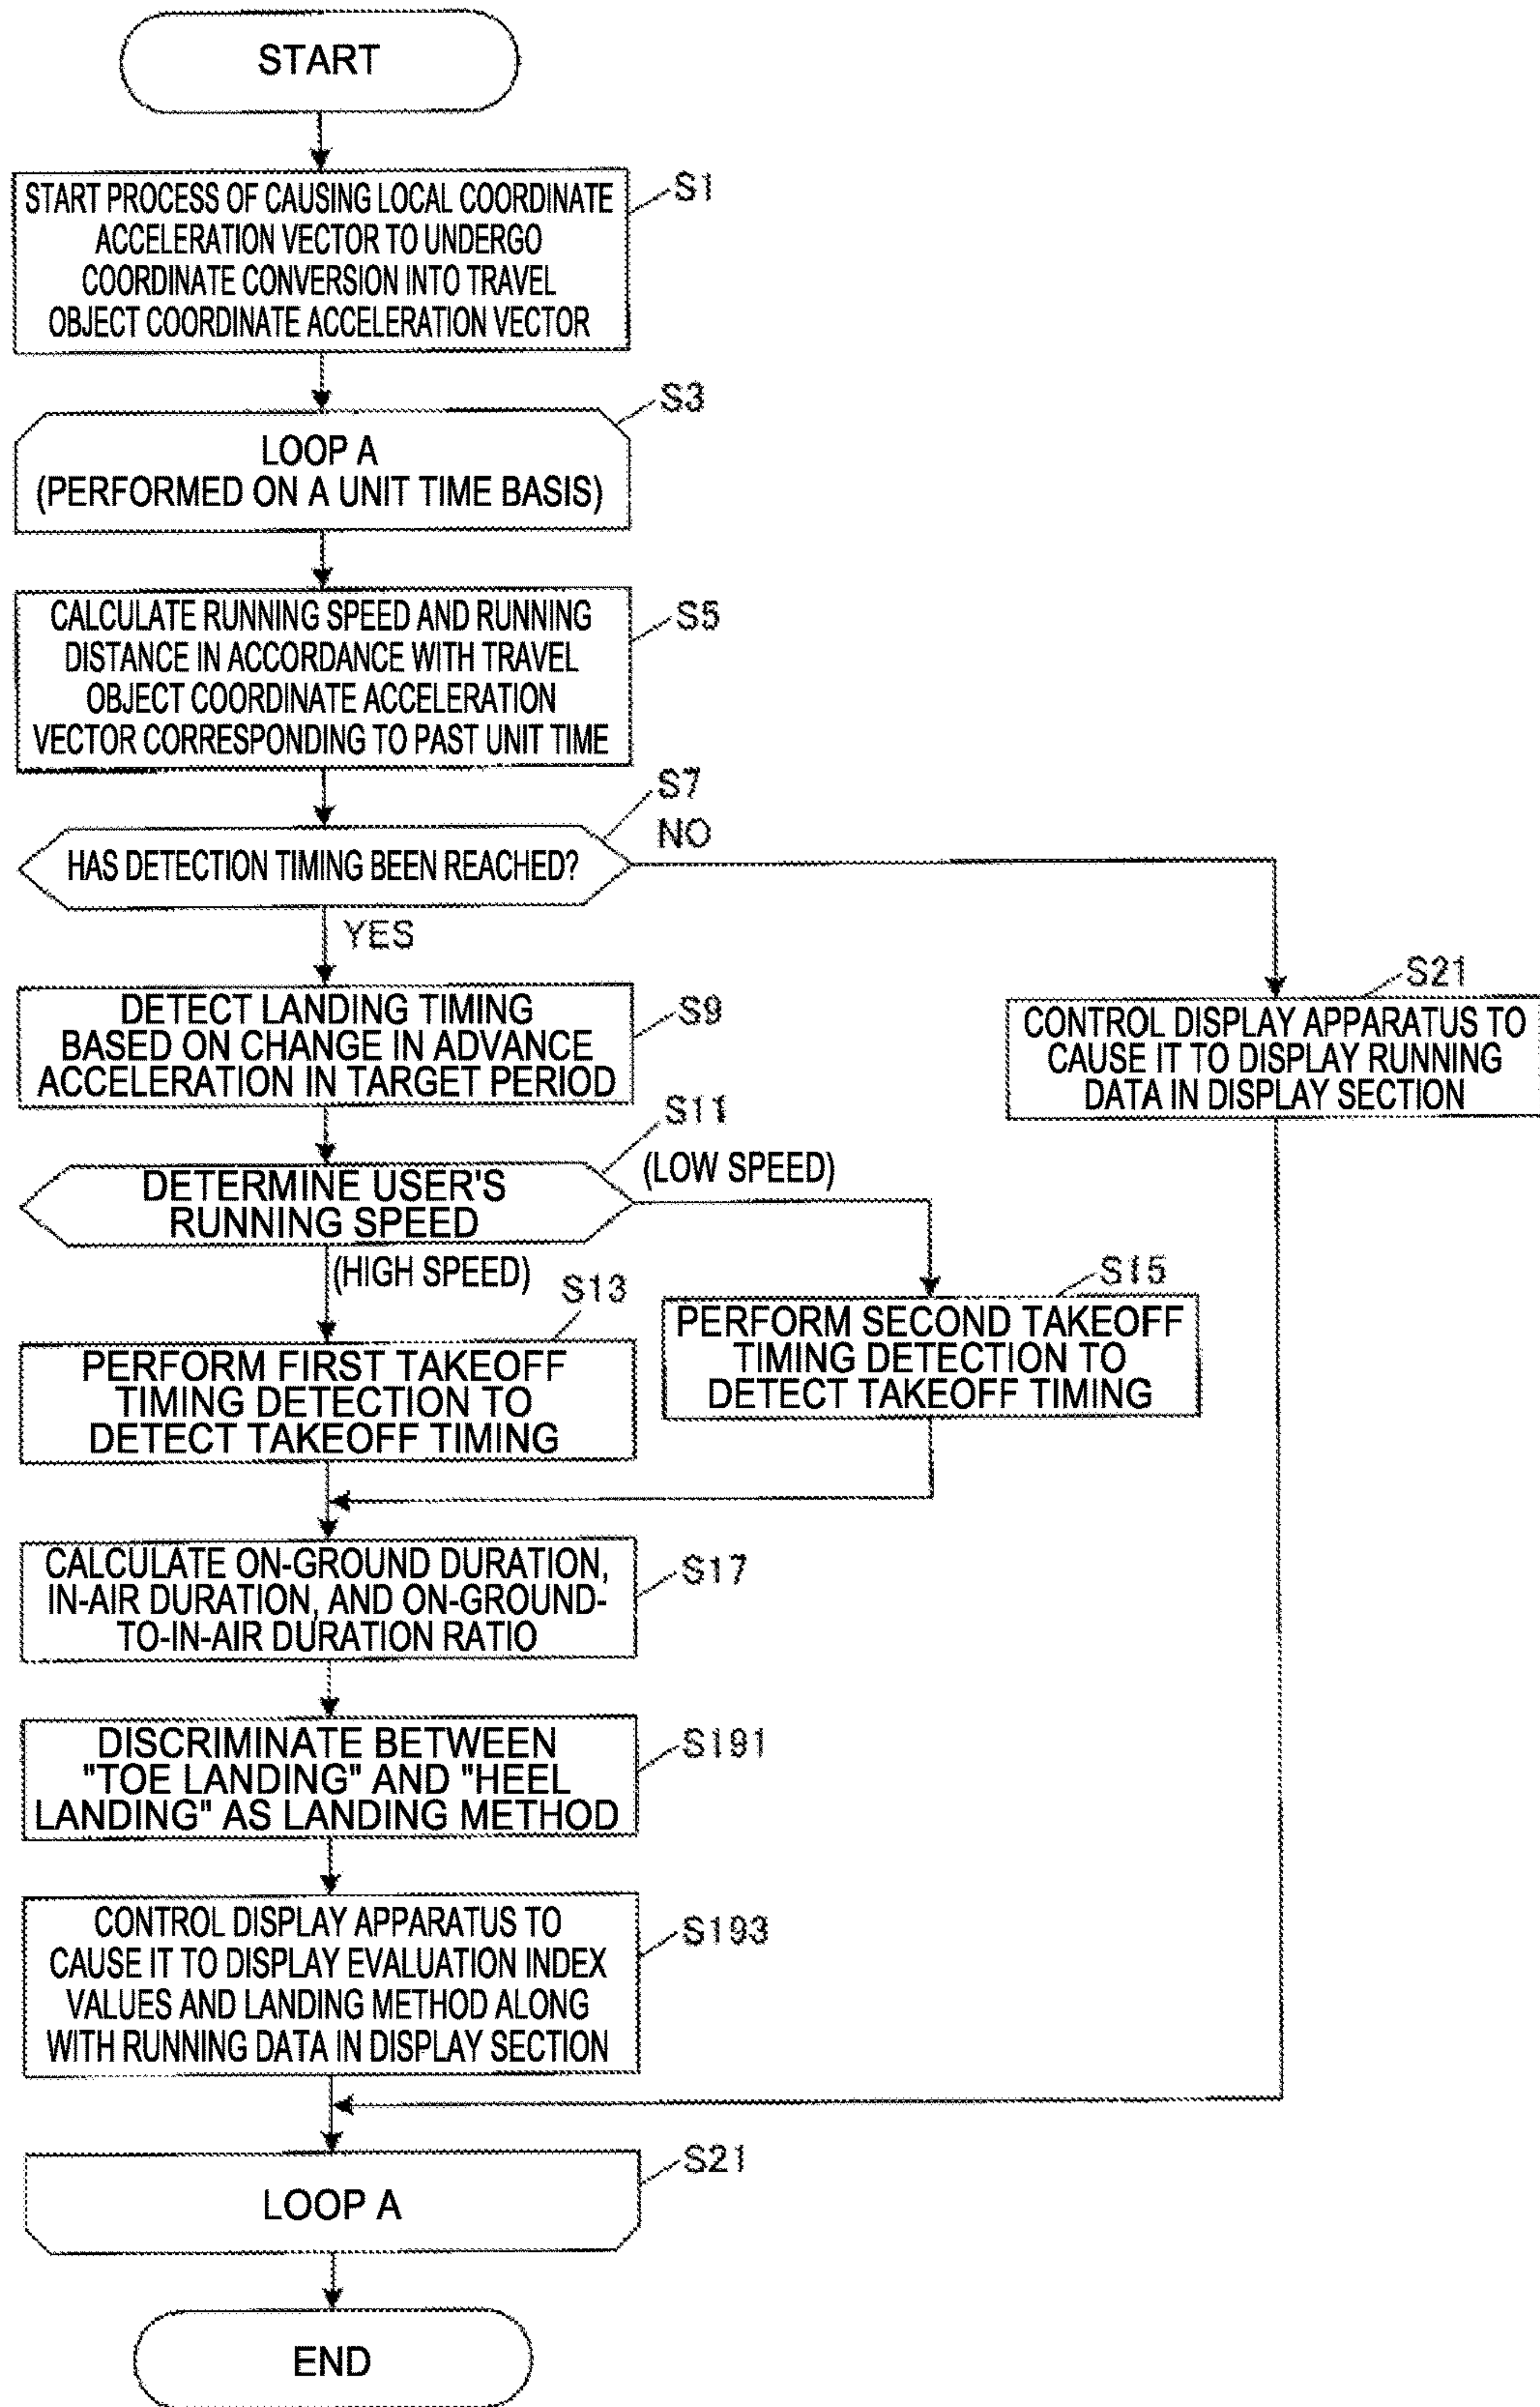 START
S1
START PROCESS OF CAUSING LOCAL COORDINATE
ACCELERATION VECTOR TO UNDERGO
COORDINATE CONVERSION INTO TRAVEL
OBJECT COORDINATE ACCELERATION VECTOR
S3
LOOP A
(PERFORMED ON A UNIT TIME BASIS)
S5
CALCULATE RUNNING SPEED AND RUNNING
DISTANCE IN ACCORDANCE WITH TRAVEL
OBJECT COORDINATE ACCELERATION
VECTOR CORRESPONDING TO PAST UNIT TIME
S7
NO
HAS DETECTION TIMING BEEN REACHED?
YES
S9
DETECT LANDING TIMING
BASED ON CHANGE IN ADVANCE
ACCELERATION IN TARGET PERIOD
S21
CONTROL DISPLAY APPARATUS TO
CAUSE IT TO DISPLAY RUNNING
DATA IN DISPLAY SECTION
S11
(LOW SPEED)
DETERMINE USER'S
RUNNING SPEED
(HIGH SPEED)
S13
PERFORM FIRST TAKEOFF
TIMING DETECTION TO
DETECT TAKEOFF TIMING
S15
PERFORM SECOND TAKEOFF
TIMING DETECTION TO
DETECT TAKEOFF TIMING
S17
CALCULATE ON-GROUND DURATION,
IN-AIR DURATION, AND ON-GROUND-
TO-IN-AIR DURATION RATIO
S191
DISCRIMINATE BETWEEN
"TOE LANDING" AND "HEEL
LANDING" AS LANDING METHOD
S193
CONTROL DISPLAY APPARATUS TO
CAUSE IT TO DISPLAY EVALUATION INDEX
VALUES AND LANDING METHOD ALONG
WITH RUNNING DATA IN DISPLAY SECTION
S21
LOOP A
END